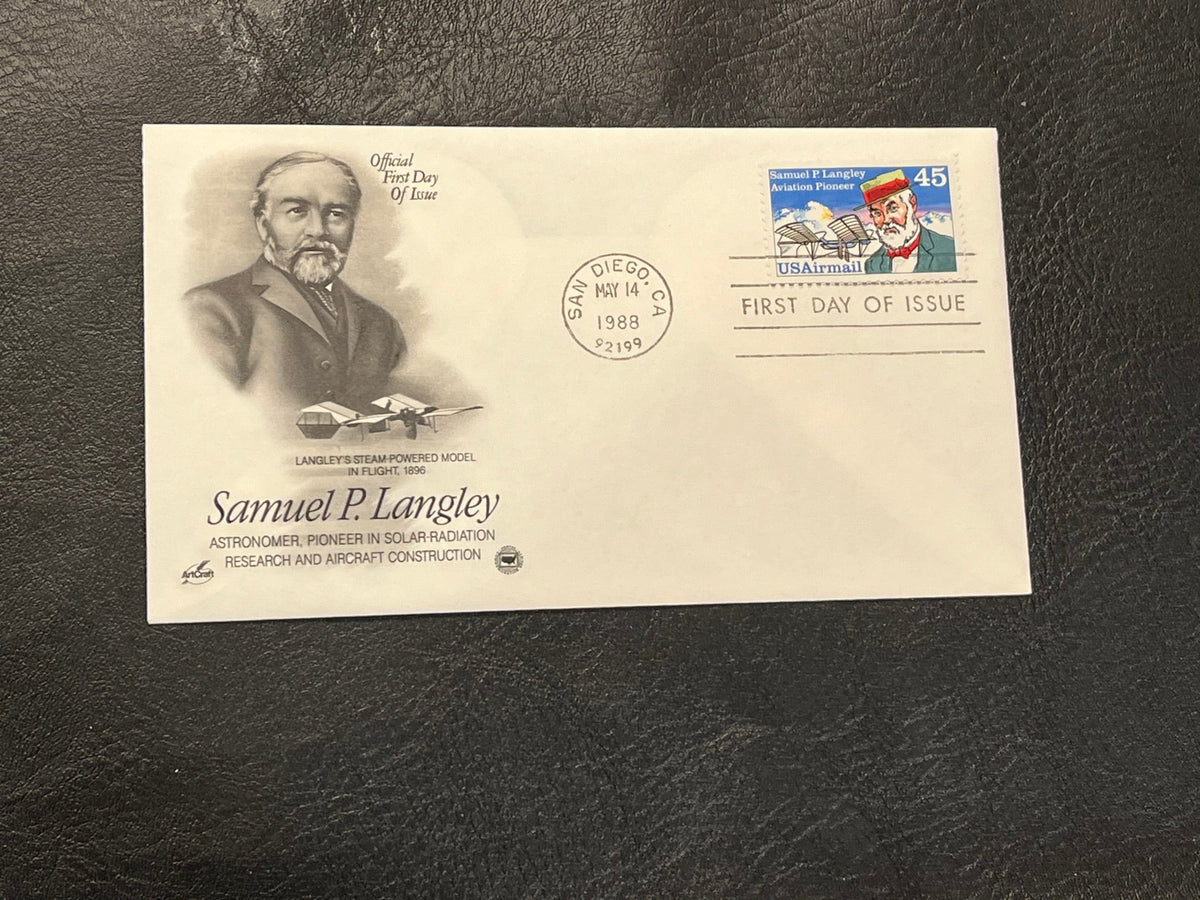 Official
First Day
Of Issue
Samuel P. Langley
Aviation Pioneer
45
USAirmail
SAN DIEGO, CA
MAY 14
1988
92199
FIRST DAY OF ISSUE
LANGLEY'S STEAM-POWERED MODEL
IN FLIGHT, 1896
Samuel P. Langley
ASTRONOMER, PIONEER IN SOLAR-RADIATION
RESEARCH AND AIRCRAFT CONSTRUCTION
ArtCraft